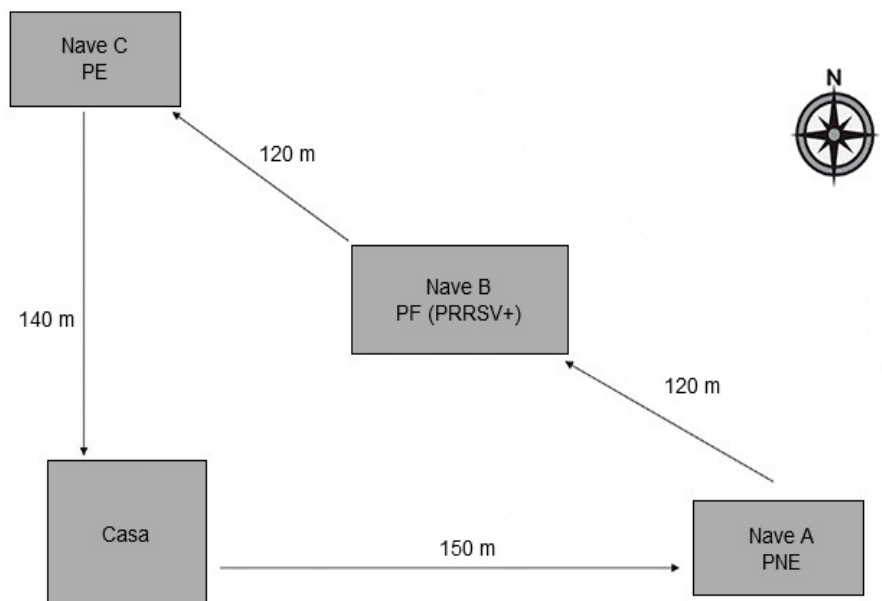 Nave C
PE
N
120 m
Nave B
PF (PRRSV+)
140 m
120 m
Casa
150 m
Nave A
PNE